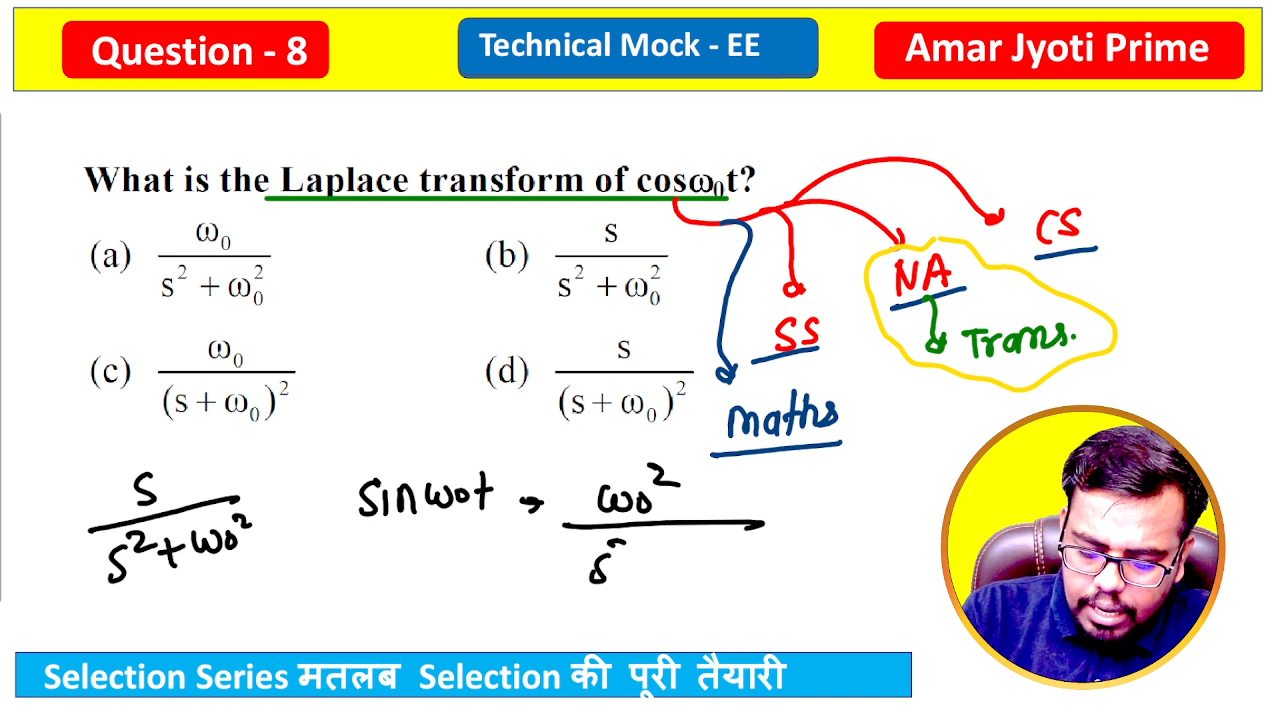 Question - 8
Technical Mock - EE
Amar Jyoti Prime
What is the Laplace transform of cosω₀t?
(a) ω₀ / (s² + ω₀²)
(b) s / (s² + ω₀²)
(c) ω₀ / (s + ω₀)²
(d) s / (s + ω₀)²
CS
NA
Trans.
SS
maths
s / (s² + ω₀²)
sinω₀t → ω₀² / s
Selection Series मतलब Selection की पूरी तैयारी